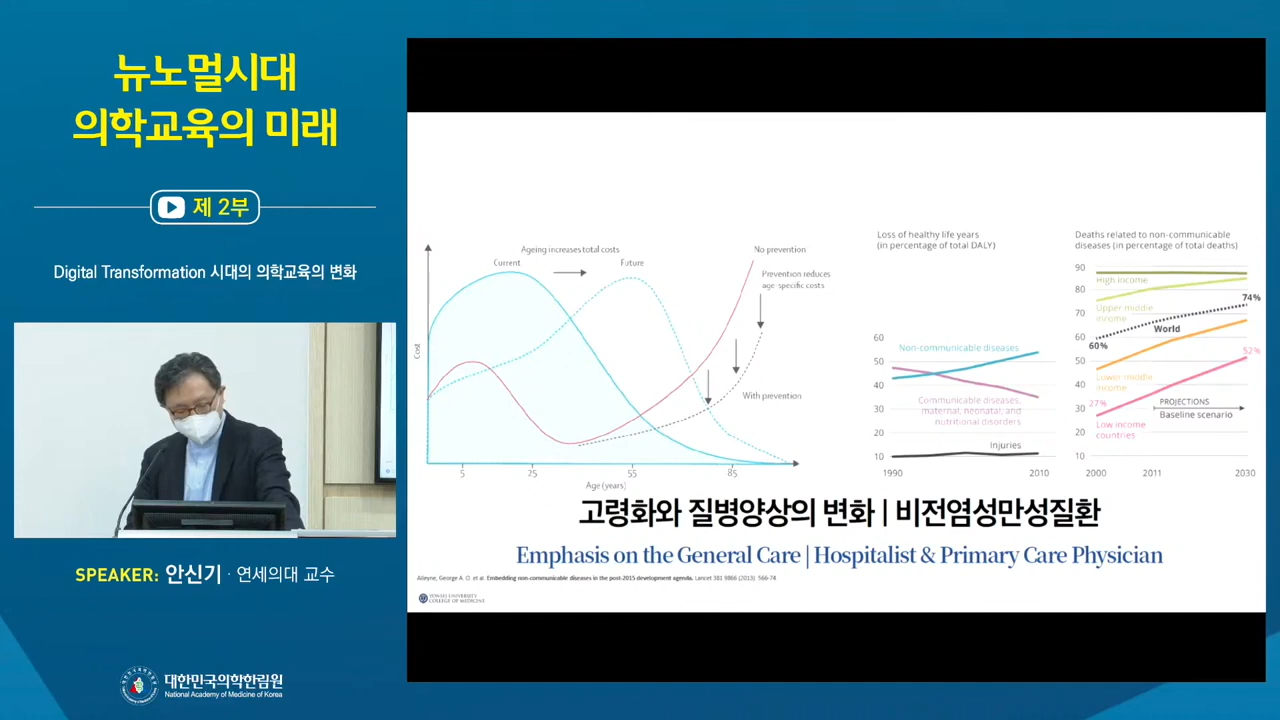 뉴노멀시대
의학교육의 미래
제 2부
Digital Transformation 시대의 의학교육의 변화
SPEAKER: 안신기 · 연세의대 교수
대한민국의학한림원
National Academy of Medicine of Korea
Ageing increases total costs
Current
Future
No prevention
Prevention reduces
age-specific costs
With prevention
Cost
5 25 55 85
Age (years)
Loss of healthy life years
(in percentage of total DALY)
60
50
40
30
20
10
Non-communicable diseases
Communicable diseases,
maternal, neonatal, and
nutritional disorders
Injuries
1990 2010
Deaths related to non-communicable
diseases (in percentage of total deaths)
90
80
70
60
50
40
30
20
10
High income
Upper middle
income
74%
World
60%
Lower middle
income
52%
27%
PROJECTIONS
Baseline scenario
Low income
countries
2000 2011 2030
고령화와 질병양상의 변화 | 비전염성만성질환
Emphasis on the General Care | Hospitalist & Primary Care Physician
Alleyne, George A. O. et al. Embedding non-communicable diseases in the post-2015 development agenda. Lancet 381.9866 (2013): 566-74
YONSEI UNIVERSITY
COLLEGE OF MEDICINE